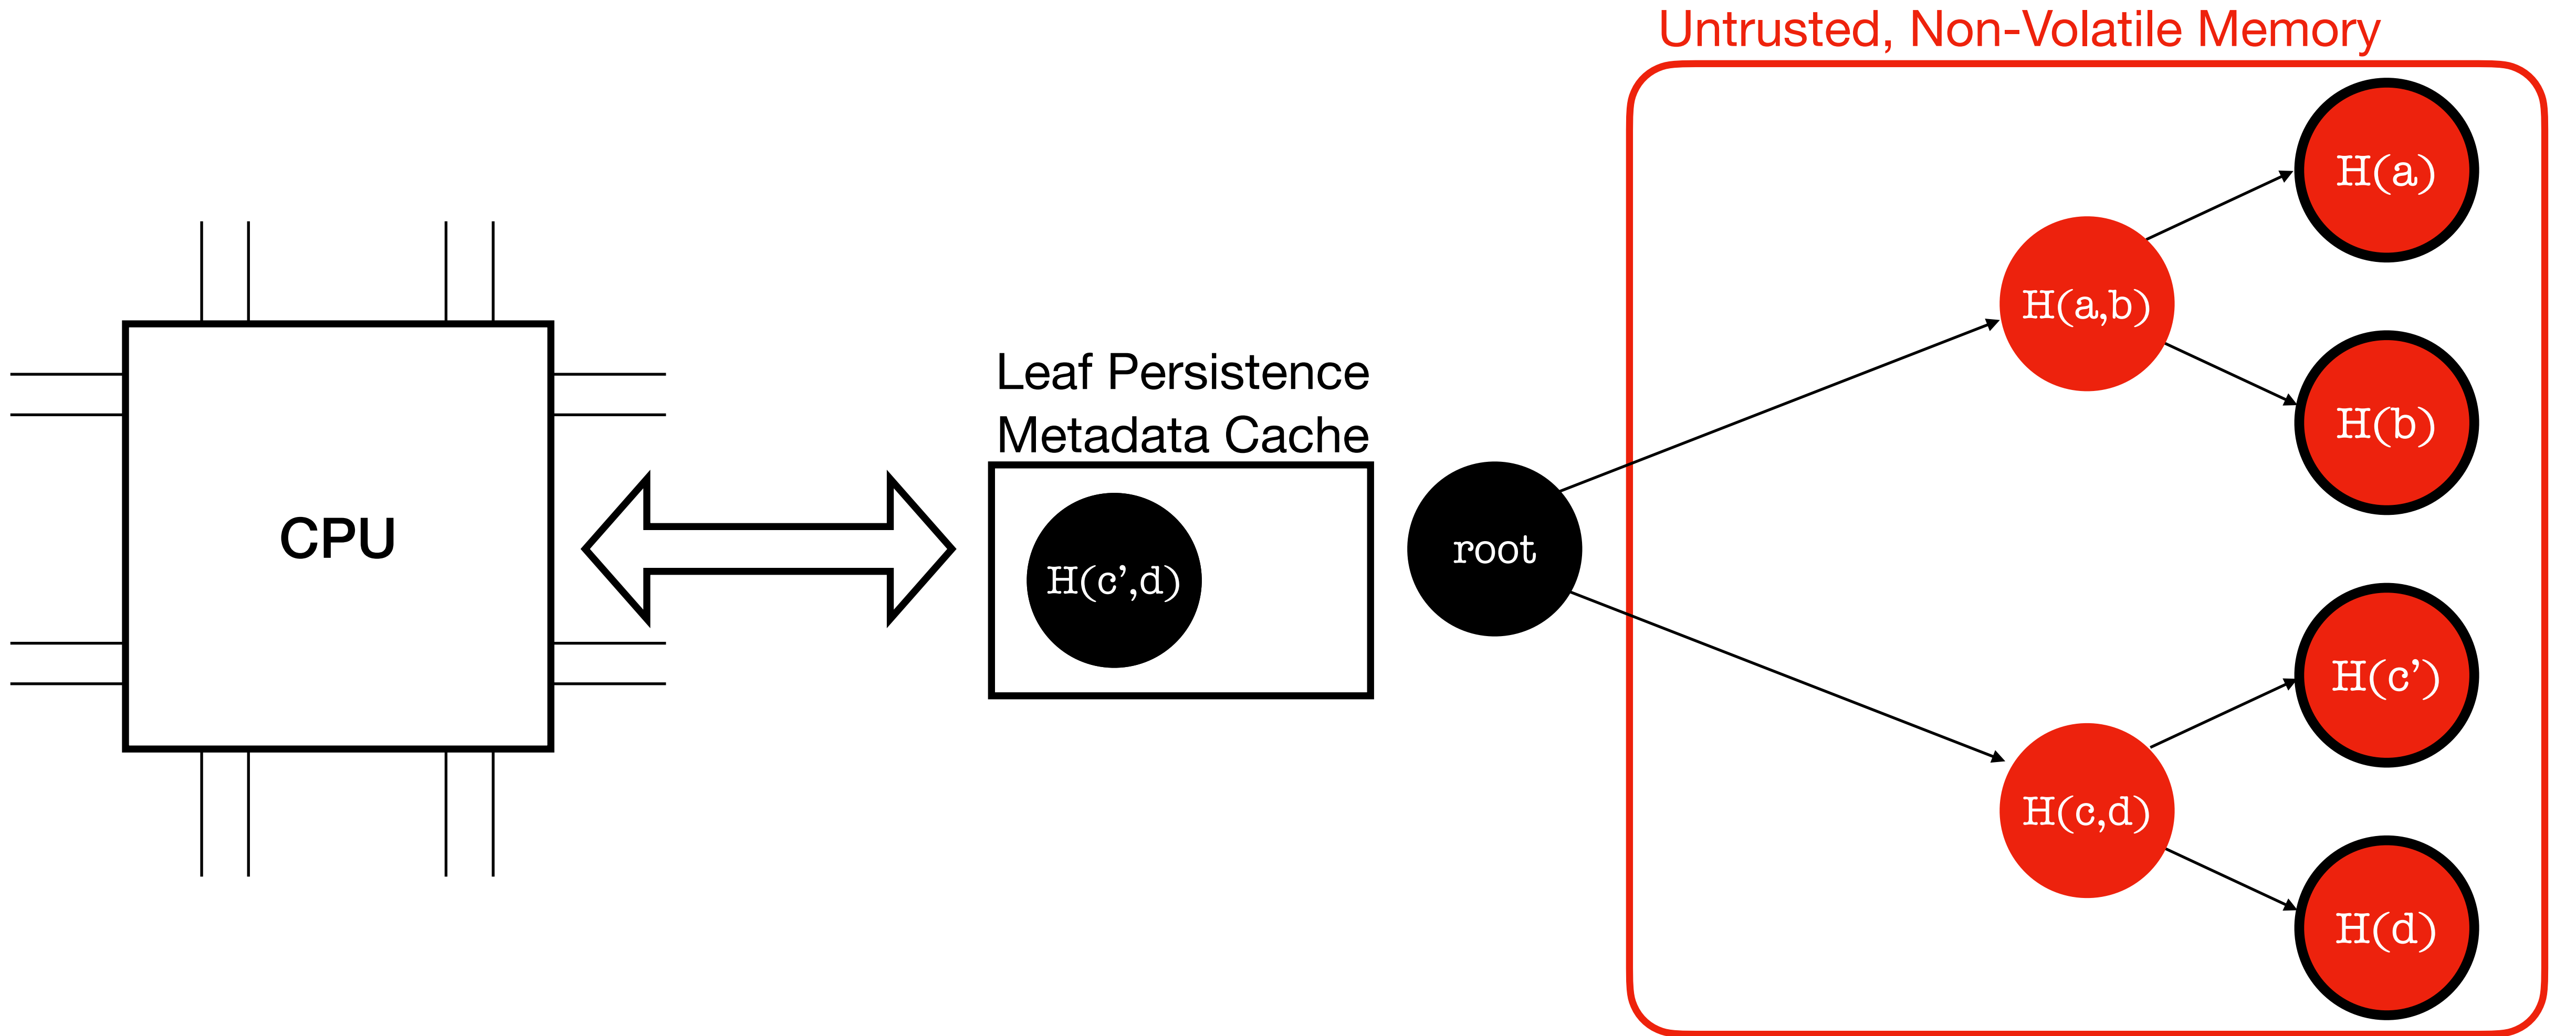 Untrusted, Non-Volatile Memory
CPU
Leaf Persistence
Metadata Cache
H(c’,d)
root
H(a,b)
H(c,d)
H(a)
H(b)
H(c’)
H(d)